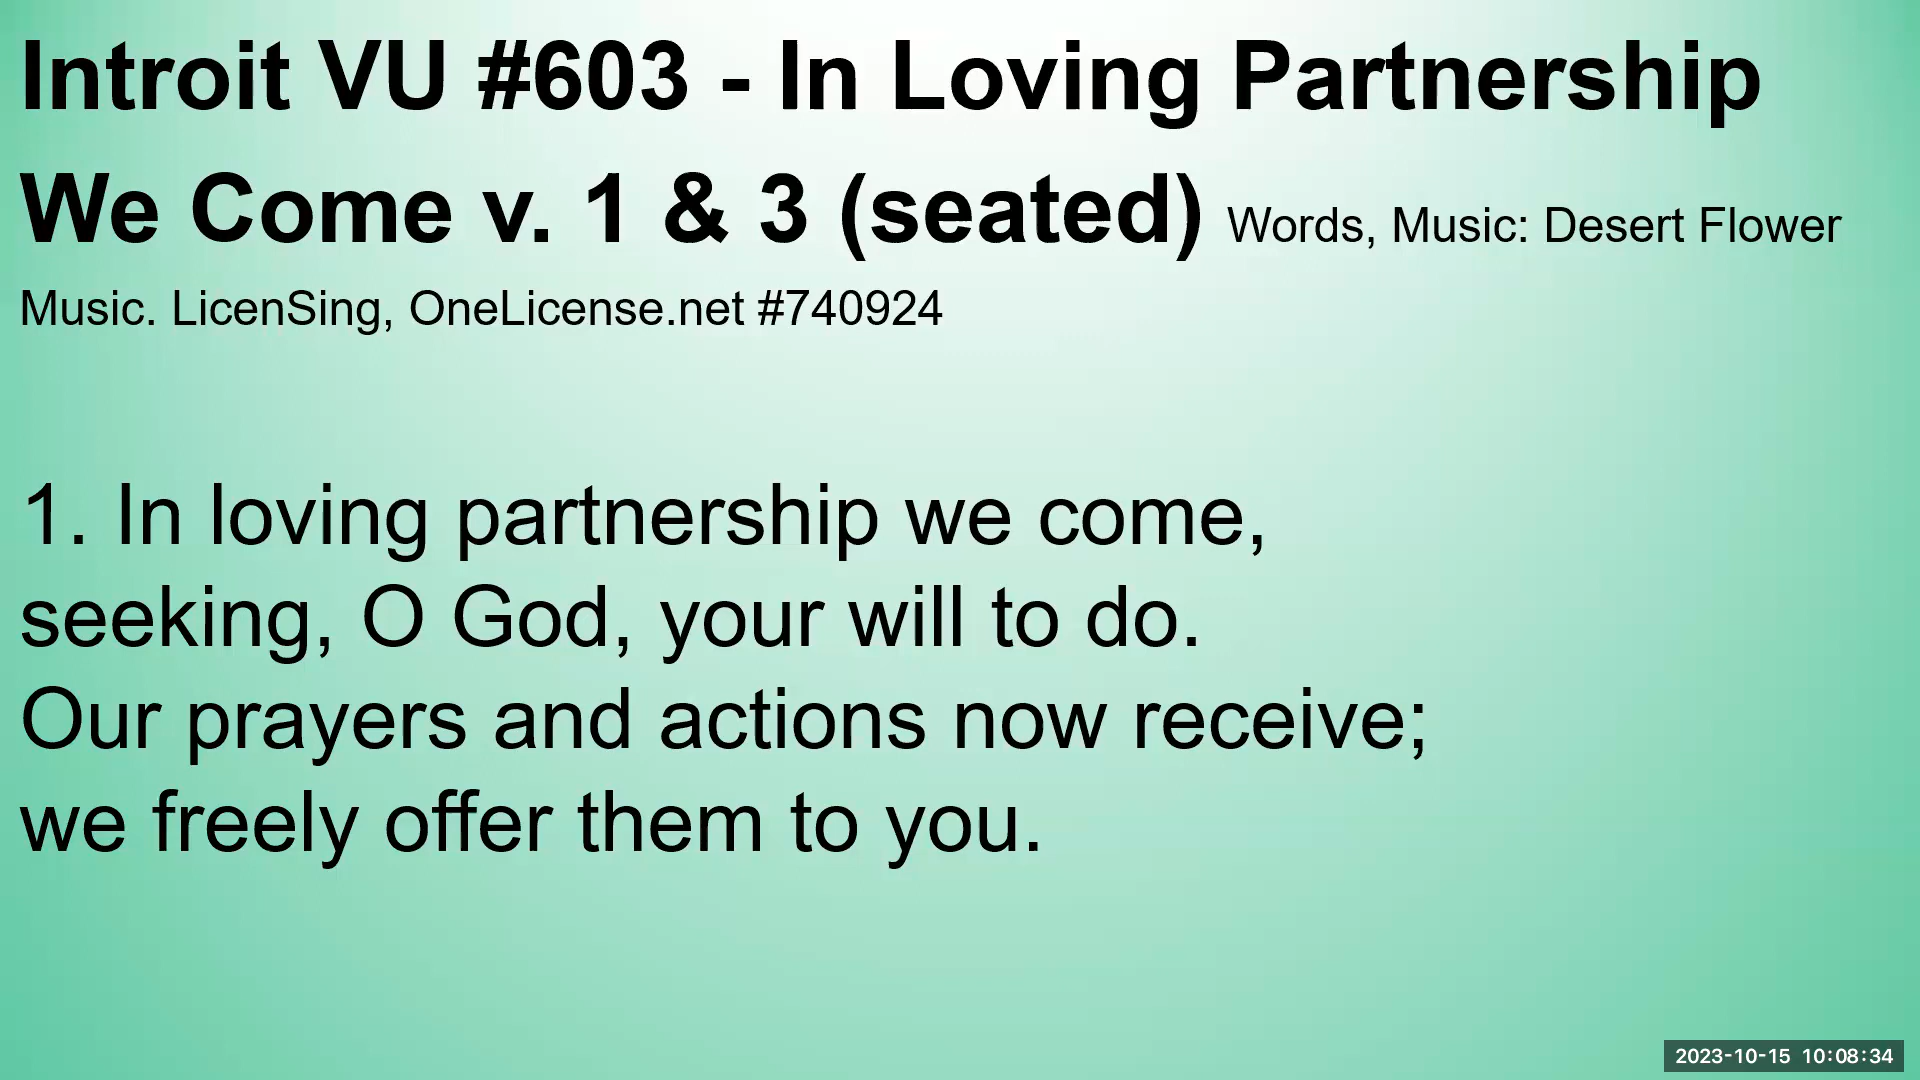 Introit VU #603 - In Loving Partnership
We Come v. 1 & 3 (seated) Words, Music: Desert Flower
Music. LicenSing, OneLicense.net #740924
1. In loving partnership we come,
seeking, O God, your will to do.
Our prayers and actions now receive;
we freely offer them to you.
2023-10-15 10:08:34